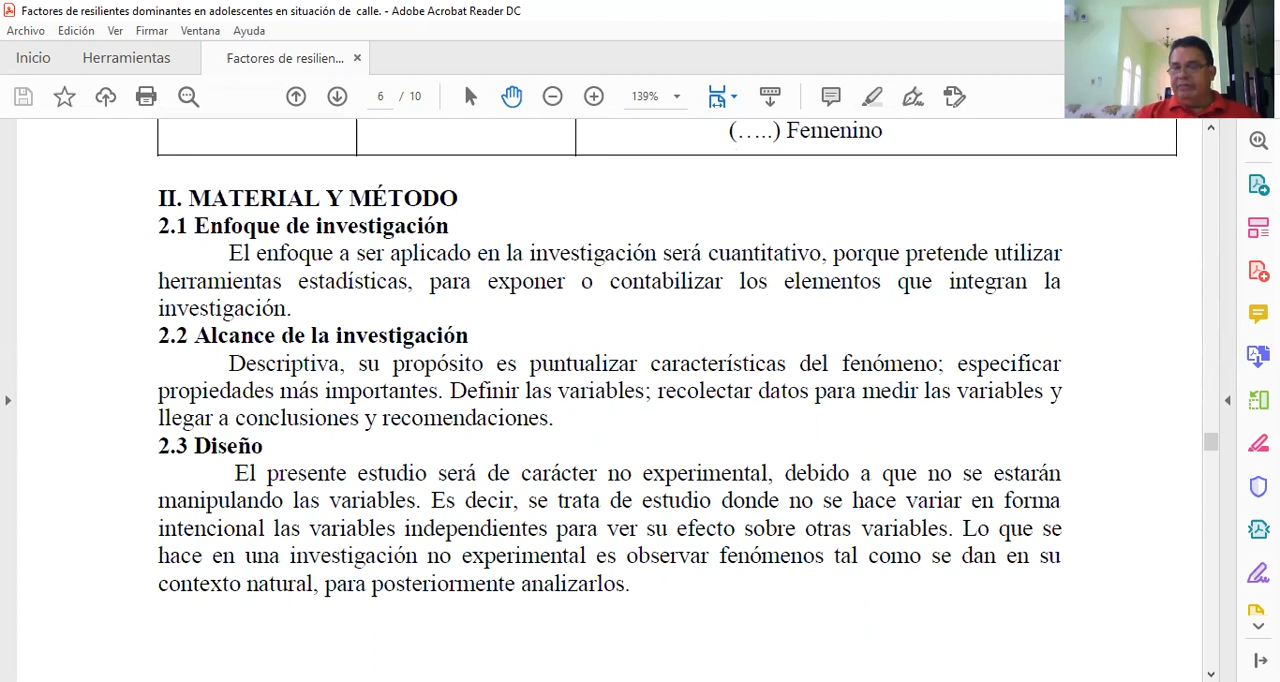 Factores de resilientes dominantes en adolescentes en situación de  calle. - Adobe Acrobat Reader DC
Archivo Edición Ver Firmar Ventana Ayuda
Inicio Herramientas Factores de resilien... ×
6 / 10 139%
(…..) Femenino
II. MATERIAL Y MÉTODO
2.1 Enfoque de investigación
El enfoque a ser aplicado en la investigación será cuantitativo, porque pretende utilizar
herramientas estadísticas, para exponer o contabilizar los elementos que integran la
investigación.
2.2 Alcance de la investigación
Descriptiva, su propósito es puntualizar características del fenómeno; especificar
propiedades más importantes. Definir las variables; recolectar datos para medir las variables y
llegar a conclusiones y recomendaciones.
2.3 Diseño
El presente estudio será de carácter no experimental, debido a que no se estarán
manipulando las variables. Es decir, se trata de estudio donde no se hace variar en forma
intencional las variables independientes para ver su efecto sobre otras variables. Lo que se
hace en una investigación no experimental es observar fenómenos tal como se dan en su
contexto natural, para posteriormente analizarlos.